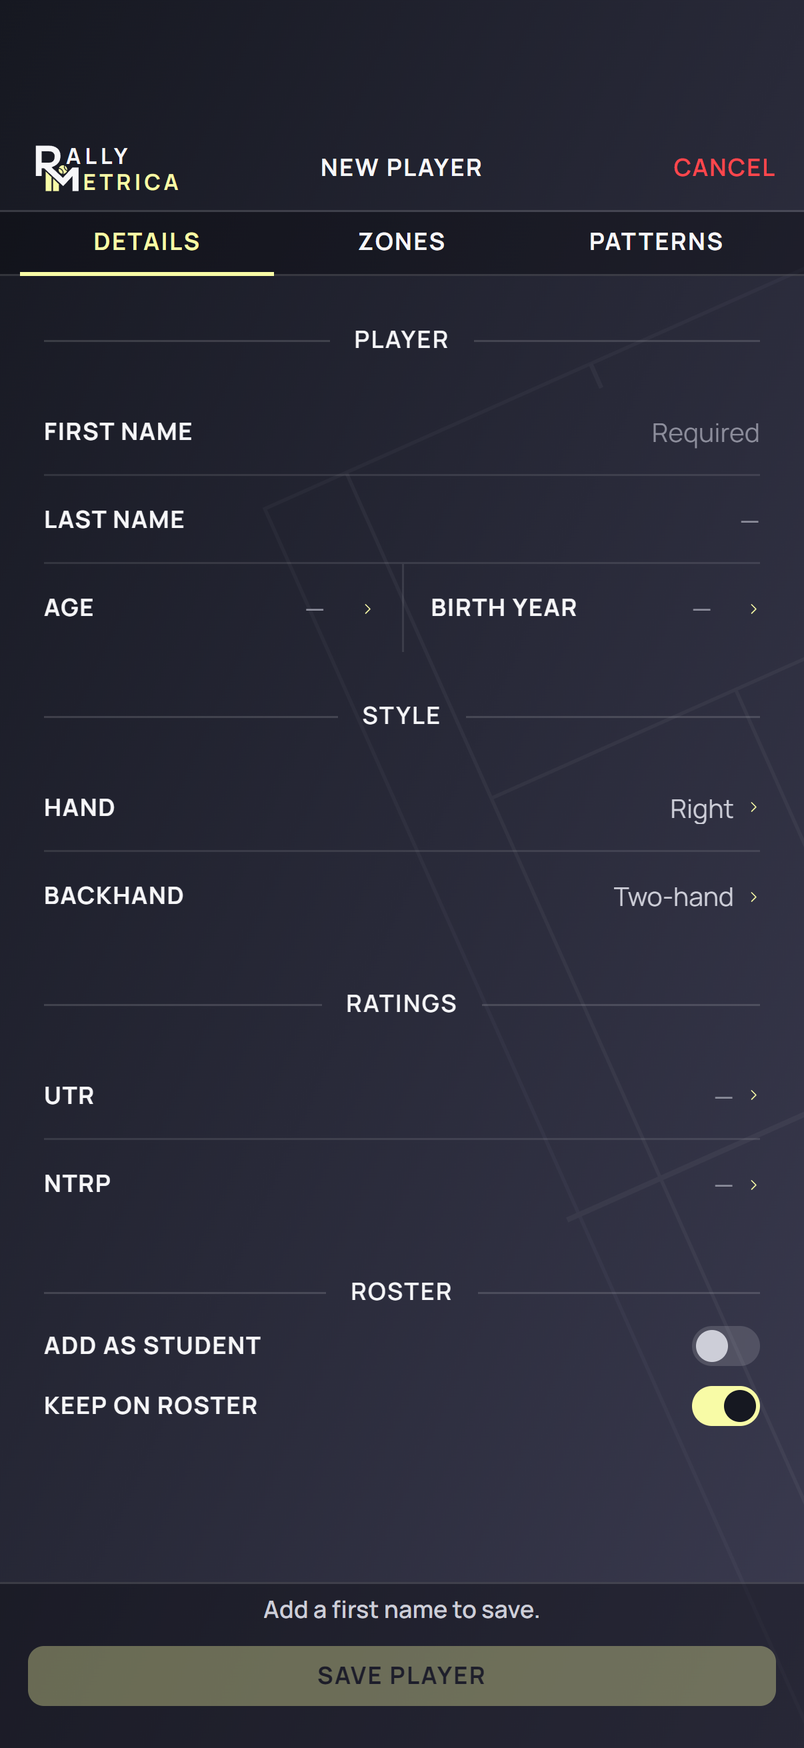 RALLY
METRICA
NEW PLAYER
CANCEL
DETAILS ZONES PATTERNS
PLAYER
FIRST NAME Required
LAST NAME —
AGE — › BIRTH YEAR — ›
STYLE
HAND Right ›
BACKHAND Two-hand ›
RATINGS
UTR — ›
NTRP — ›
ROSTER
ADD AS STUDENT
KEEP ON ROSTER
Add a first name to save.
SAVE PLAYER